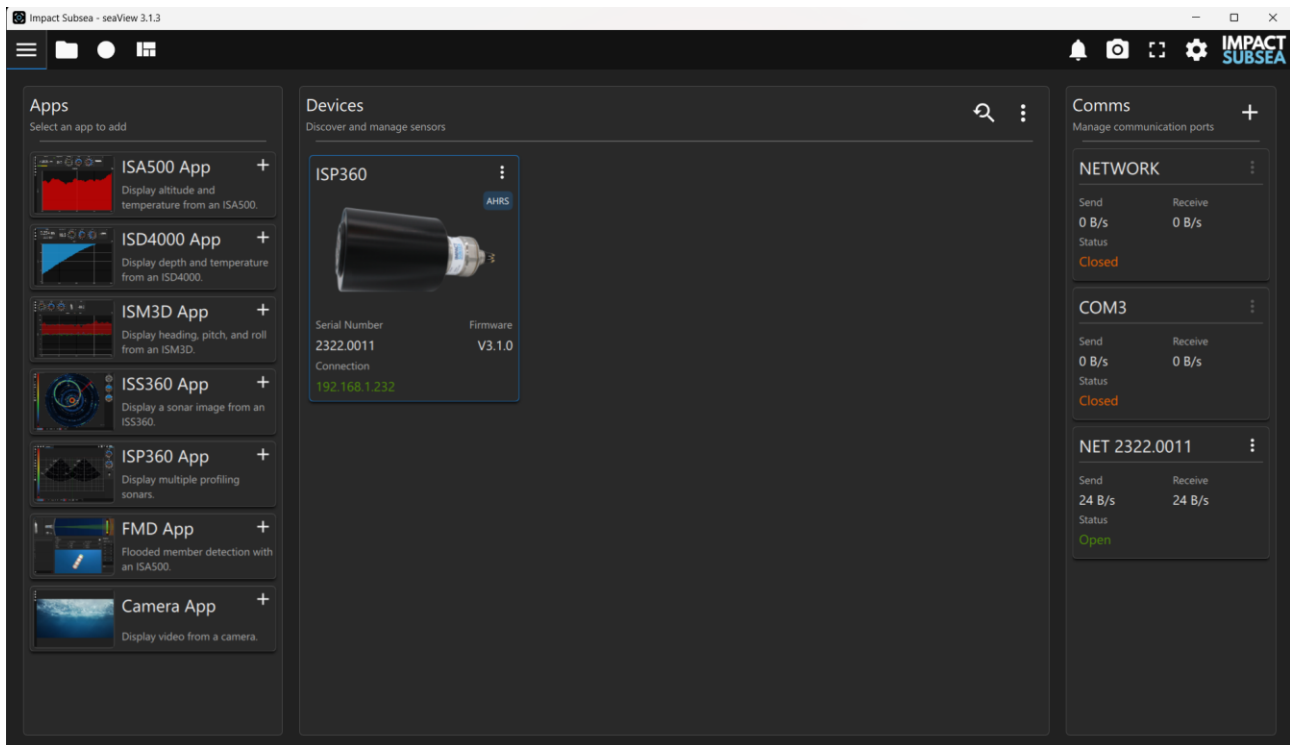 Impact Subsea - seaView 3.1.3
IMPACT
SUBSEA
Apps
Select an app to add
ISA500 App
Display altitude and
temperature from an ISA500.
ISD4000 App
Display depth and temperature
from an ISD4000.
ISM3D App
Display heading, pitch, and roll
from an ISM3D.
ISS360 App
Display a sonar image from an
ISS360.
ISP360 App
Display multiple profiling
sonars.
FMD App
Flooded member detection with
an ISA500.
Camera App
Display video from a camera.
Devices
Discover and manage sensors
ISP360
AHRS
Serial Number Firmware
2322.0011 V3.1.0
Connection
192.168.1.232
Comms
Manage communication ports
NETWORK
Send Receive
0 B/s 0 B/s
Status
Closed
COM3
Send Receive
0 B/s 0 B/s
Status
Closed
NET 2322.0011
Send Receive
24 B/s 24 B/s
Status
Open